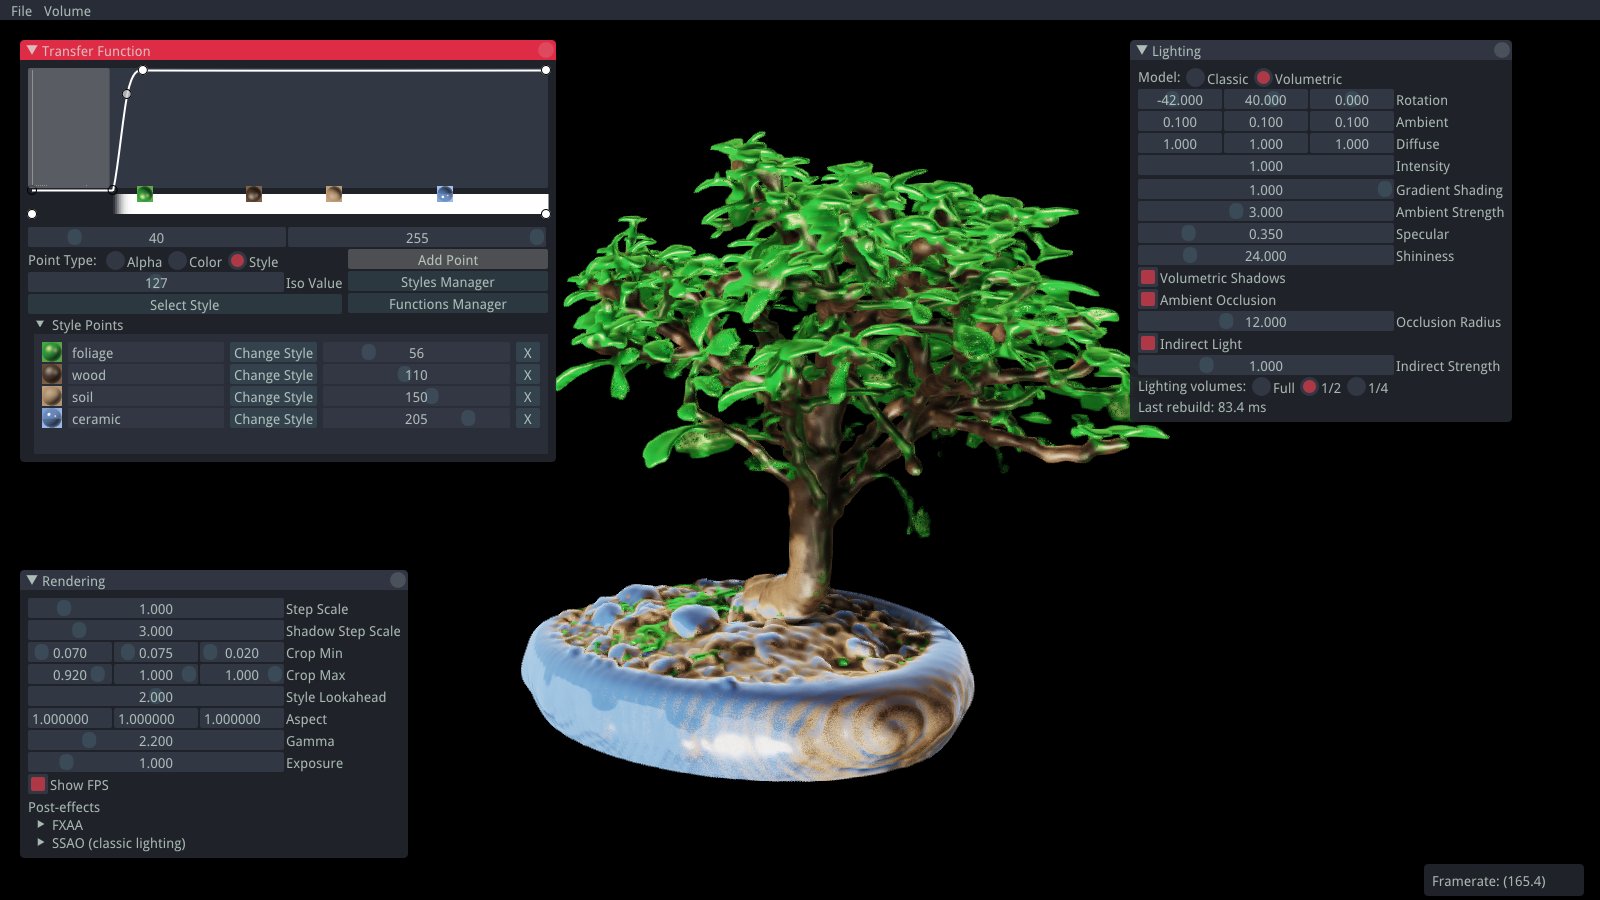 File Volume
Transfer Function
40 255
Point Type: Alpha Color Style Add Point
127 Iso Value Styles Manager
Select Style Functions Manager
Style Points
foliage Change Style 56 X
wood Change Style 110 X
soil Change Style 150 X
ceramic Change Style 205 X
Lighting
Model: Classic Volumetric
-42.000 40.000 0.000 Rotation
0.100 0.100 0.100 Ambient
1.000 1.000 1.000 Diffuse
1.000 Intensity
1.000 Gradient Shading
3.000 Ambient Strength
0.350 Specular
24.000 Shininess
Volumetric Shadows
Ambient Occlusion
12.000 Occlusion Radius
Indirect Light
1.000 Indirect Strength
Lighting volumes: Full 1/2 1/4
Last rebuild: 83.4 ms
Rendering
1.000 Step Scale
3.000 Shadow Step Scale
0.070 0.075 0.020 Crop Min
0.920 1.000 1.000 Crop Max
2.000 Style Lookahead
1.000000 1.000000 1.000000 Aspect
2.200 Gamma
1.000 Exposure
Show FPS
Post-effects
FXAA
SSAO (classic lighting)
Framerate: (165.4)